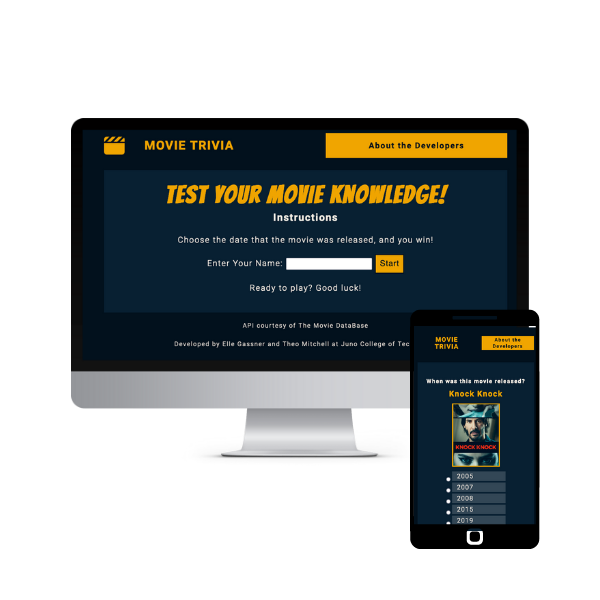 MOVIE TRIVIA
About the Developers
TEST YOUR MOVIE KNOWLEDGE!
Instructions
Choose the date that the movie was released, and you win!
Enter Your Name:
Start
Ready to play? Good luck!
API courtesy of The Movie DataBase
Developed by Elle Gassner and Theo Mitchell at Juno College of Tec
MOVIE
TRIVIA
About the
Developers
When was this movie released?
Knock Knock
KNOCK KNOCK
2005
2007
2008
2015
2019